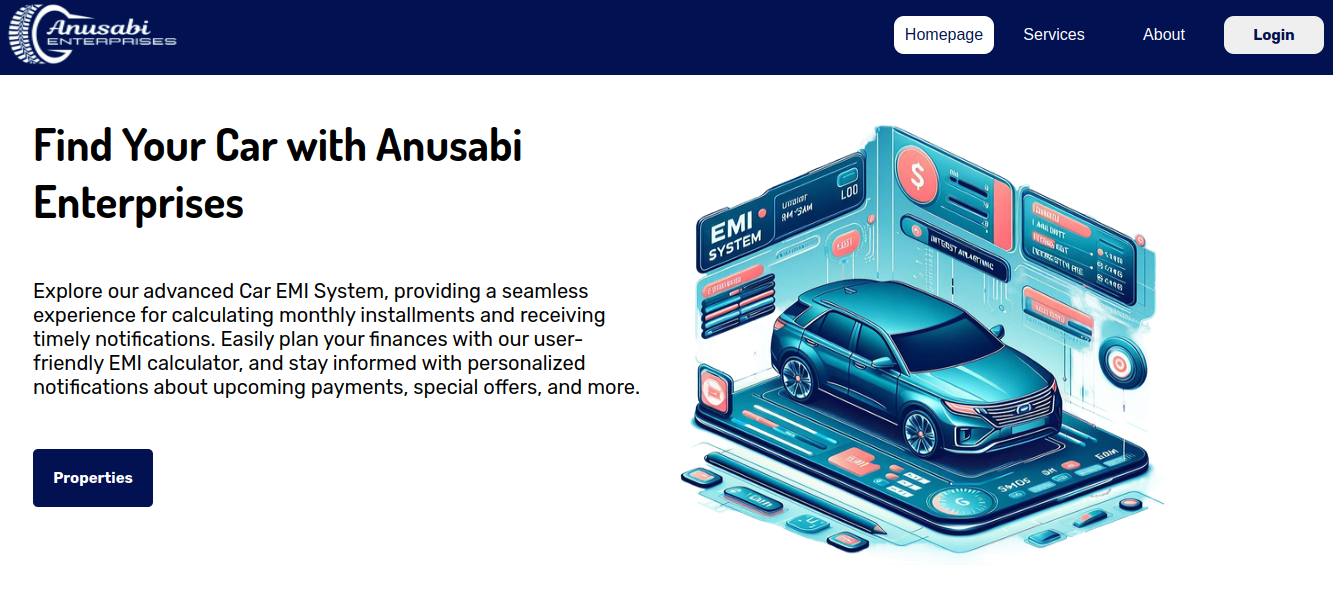 Anusabi
ENTERPRISES
Homepage
Services
About
Login
Find Your Car with Anusabi
Enterprises
Explore our advanced Car EMI System, providing a seamless
experience for calculating monthly installments and receiving
timely notifications. Easily plan your finances with our user-
friendly EMI calculator, and stay informed with personalized
notifications about upcoming payments, special offers, and more.
Properties
EMI
SYSTEM
$